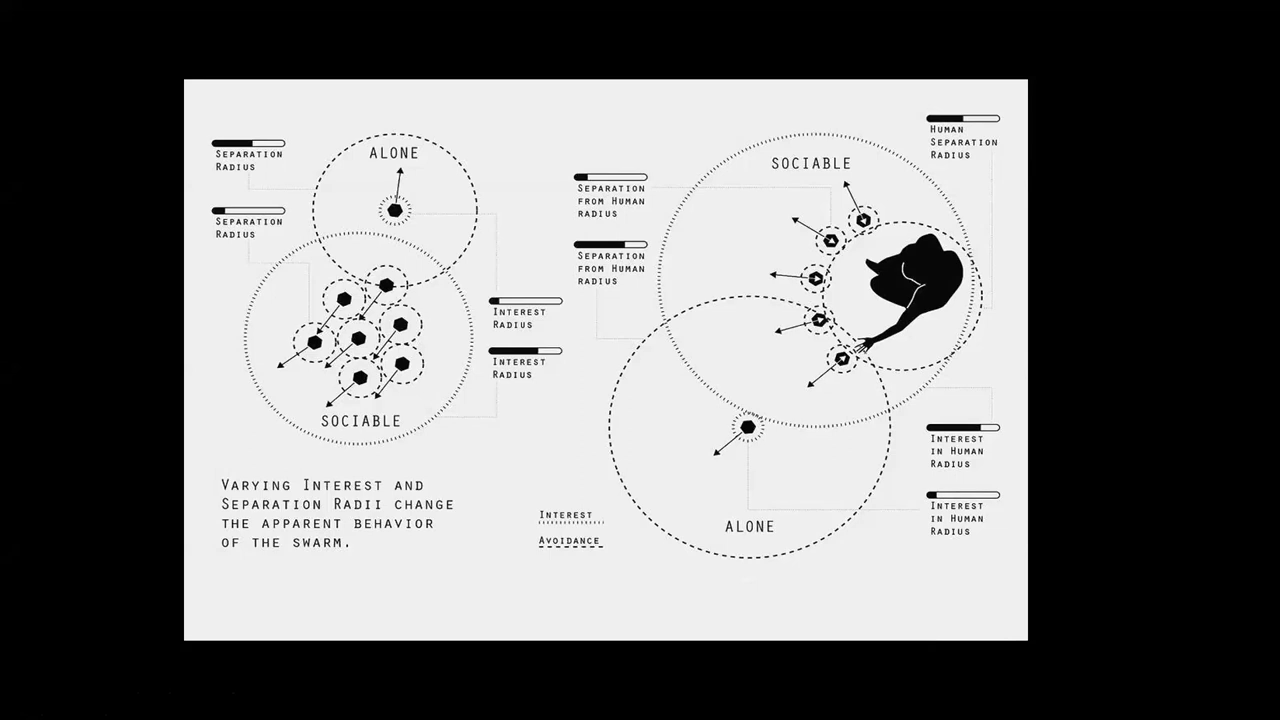 ALONE
SEPARATION
RADIUS
SEPARATION
RADIUS
INTEREST
RADIUS
INTEREST
RADIUS
SOCIABLE
VARYING INTEREST AND
SEPARATION RADII CHANGE
THE APPARENT BEHAVIOR
OF THE SWARM.
HUMAN
SEPARATION
RADIUS
SOCIABLE
SEPARATION
FROM HUMAN
RADIUS
SEPARATION
FROM HUMAN
RADIUS
INTEREST
IN HUMAN
RADIUS
INTEREST
IN HUMAN
RADIUS
ALONE
INTEREST
AVOIDANCE